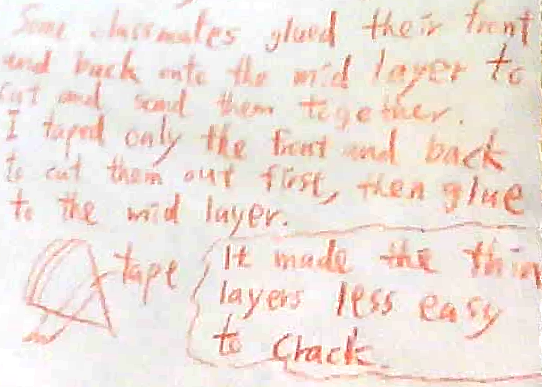 Some classmates glued their front
and back onto the mid layer to
cut and sand them together.
I taped only the front and back
to cut them out first, then glue
to the mid layer.
tape
It made the thin
layers less easy
to crack.